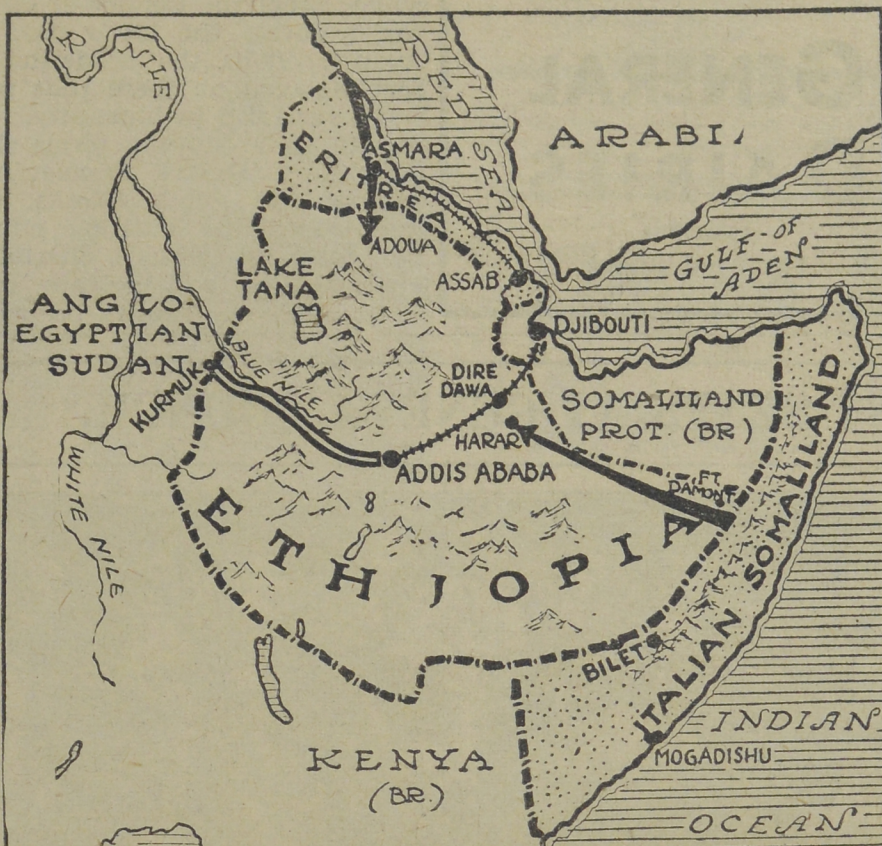 R. NILE
RED SEA
ARABI
ERITREA
ASMARA
ADOWA
GULF OF
ADEN
LAKE
TANA
ASSAB
ANGLO-
EGYPTIAN
SUDAN
DJIBOUTI
BLUE NILE
DIRE
DAWA
KURMUK
SOMALILAND
PROT. (BR)
HARAR
ADDIS ABABA
FT.
DAMONT
WHITE NILE
ETHIOPIA
ITALIAN SOMALILAND
BILET
INDIAN
OCEAN
MOGADISHU
KENYA
(BR.)